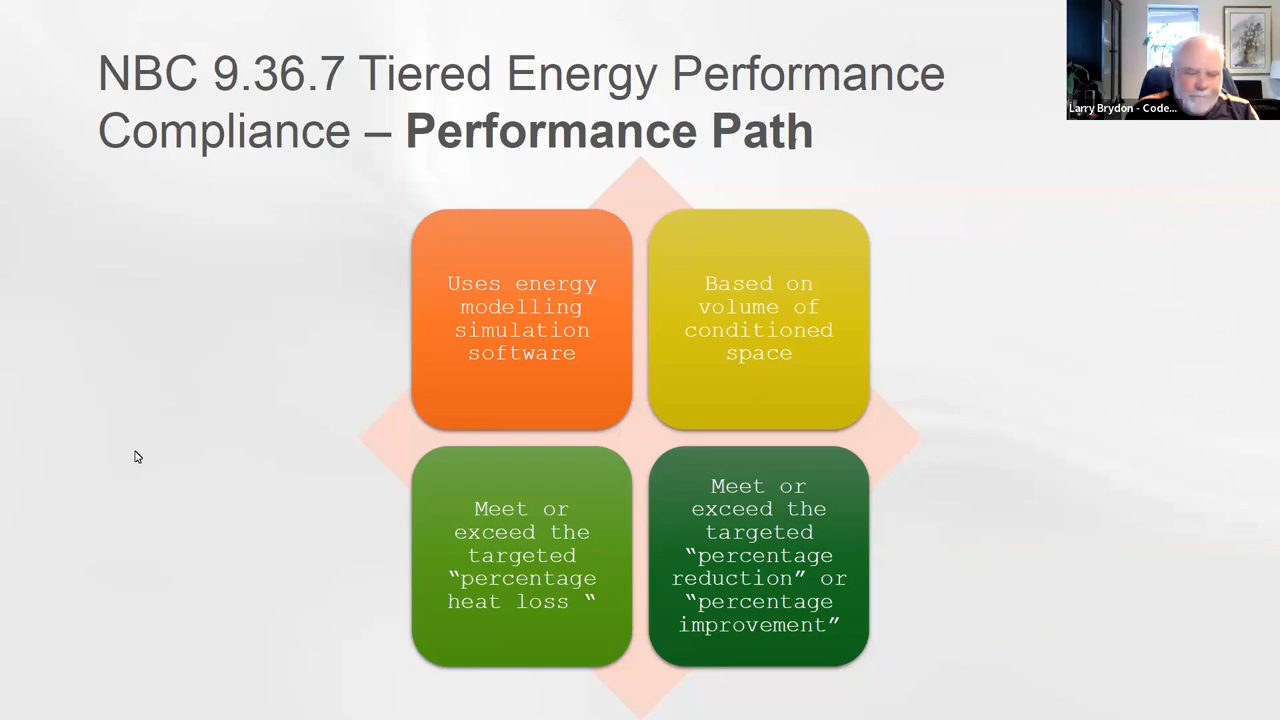 NBC 9.36.7 Tiered Energy Performance
Compliance – Performance Path
Larry Brydon - Code...
Uses energy
modelling
simulation
software
Based on
volume of
conditioned
space
Meet or
exceed the
targeted
“percentage
heat loss “
Meet or
exceed the
targeted
“percentage
reduction” or
“percentage
improvement”